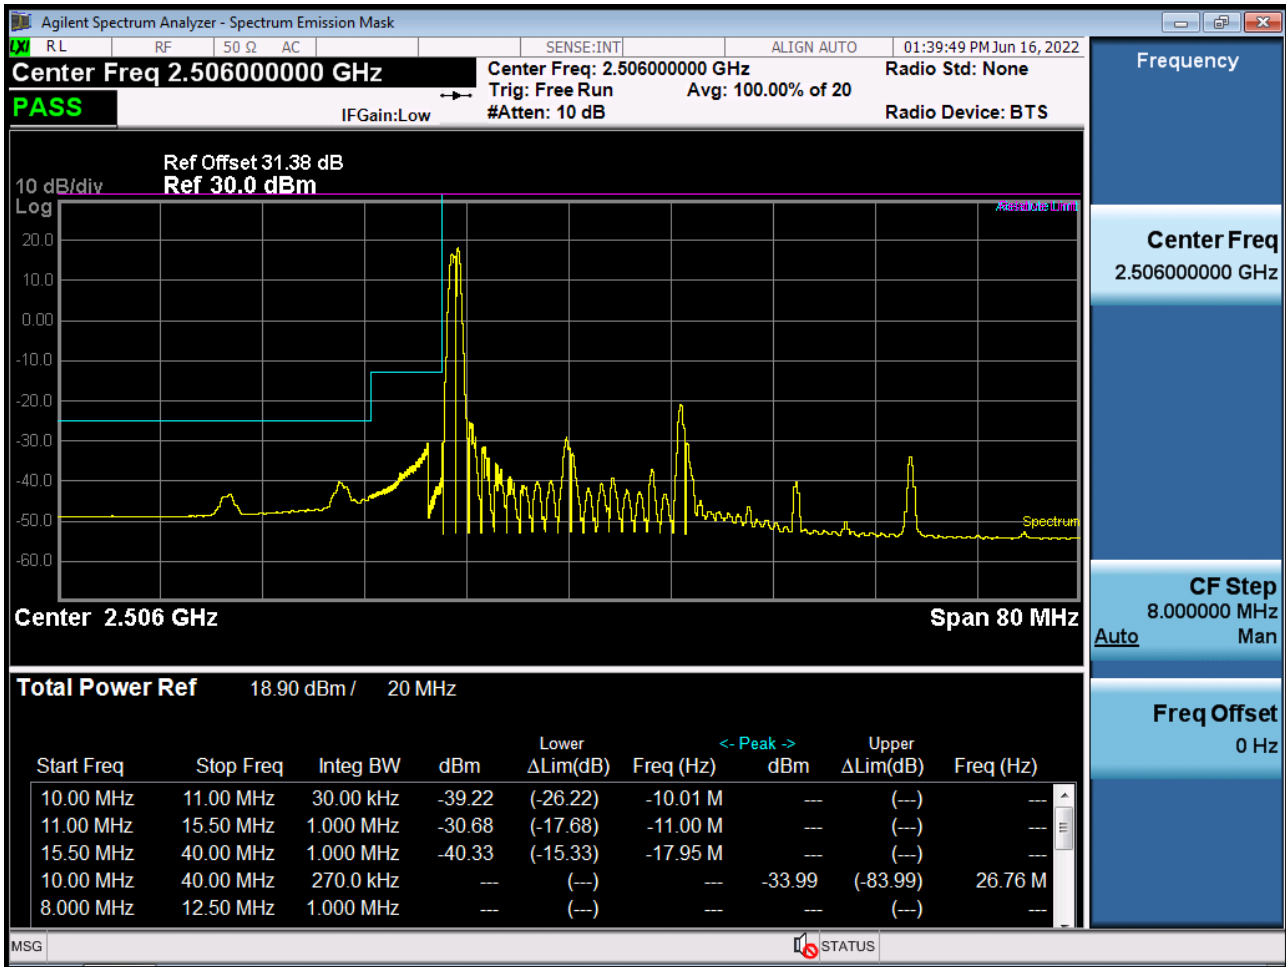 Agilent Spectrum Analyzer - Spectrum Emission Mask
LXI RL RF 50 Ω AC SENSE:INT ALIGN AUTO 01:39:49 PM Jun 16, 2022
Center Freq 2.506000000 GHz
PASS
IFGain:Low
Center Freq: 2.506000000 GHz
Trig: Free Run Avg: 100.00% of 20
#Atten: 10 dB
Radio Std: None
Radio Device: BTS
Ref Offset 31.38 dB
10 dB/div Ref 30.0 dBm
Log
Absolute Limit
20.0
10.0
0.00
-10.0
-20.0
-30.0
-40.0
-50.0
Spectrum
-60.0
Center 2.506 GHz Span 80 MHz
Total Power Ref 18.90 dBm / 20 MHz
Lower <- Peak -> Upper
Start Freq Stop Freq Integ BW dBm ΔLim(dB) Freq (Hz) dBm ΔLim(dB) Freq (Hz)
10.00 MHz 11.00 MHz 30.00 kHz -39.22 (-26.22) -10.01 M --- (---) ---
11.00 MHz 15.50 MHz 1.000 MHz -30.68 (-17.68) -11.00 M --- (---) ---
15.50 MHz 40.00 MHz 1.000 MHz -40.33 (-15.33) -17.95 M --- (---) ---
10.00 MHz 40.00 MHz 270.0 kHz --- (---) --- -33.99 (-83.99) 26.76 M
8.000 MHz 12.50 MHz 1.000 MHz --- (---) --- --- (---) ---
MSG STATUS
Frequency
Center Freq
2.506000000 GHz
CF Step
8.000000 MHz
Auto Man
Freq Offset
0 Hz